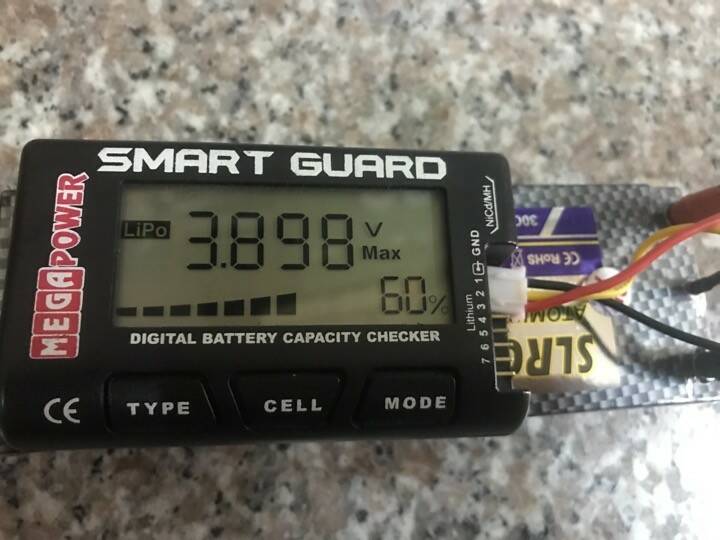 SMART GUARD
MEGAPOWER
LiPo 3.898 V
Max
60%
DIGITAL BATTERY CAPACITY CHECKER
TYPE
CELL
MODE
CE
NiCd/MH
GND
Lithium
7 6 5 4 3 2 1
30C
CE RoHS
SLRC